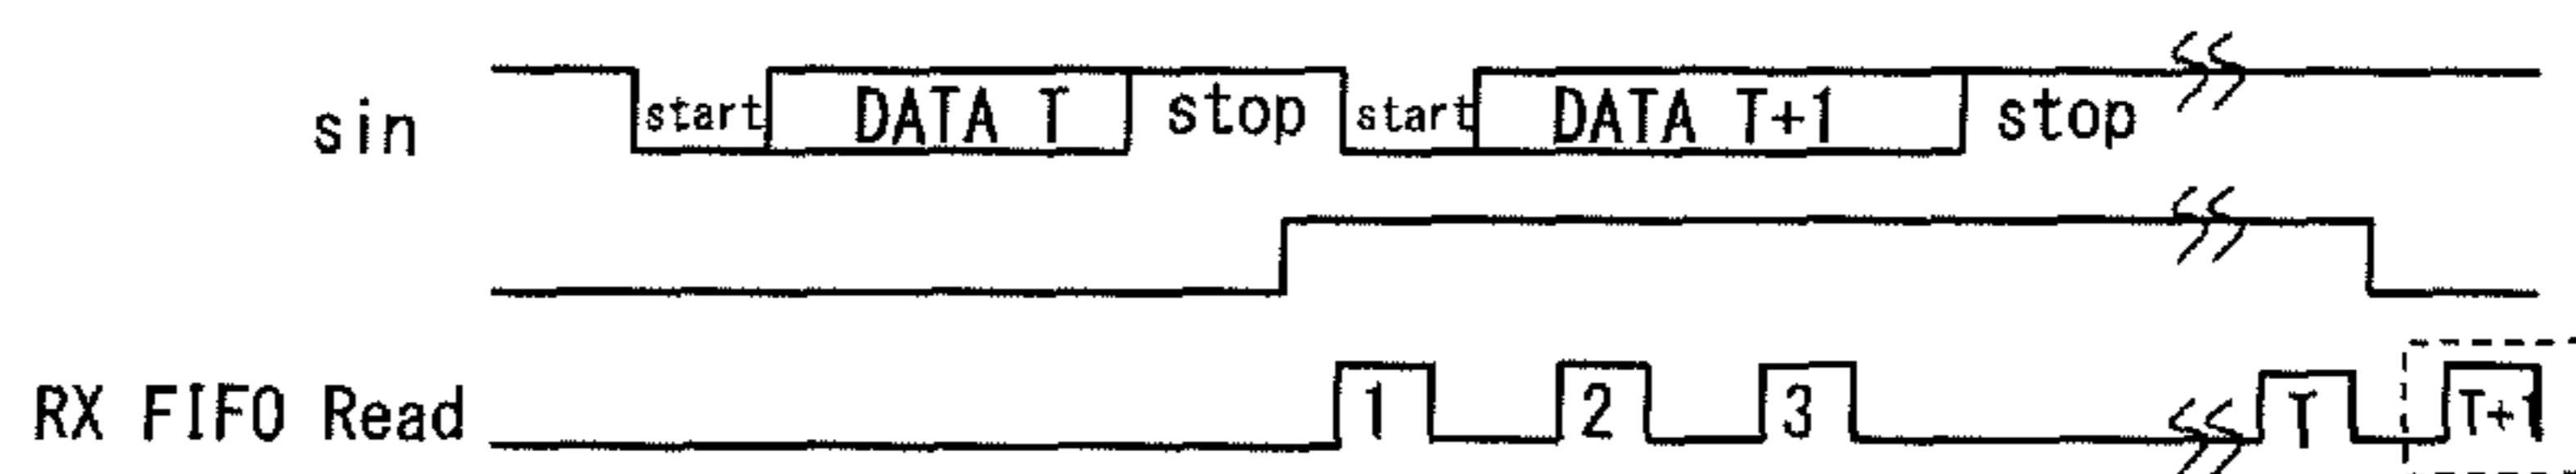 sin start DATA T stop start DATA T+1 stop
RX FIFO Read 1 2 3 T T+1